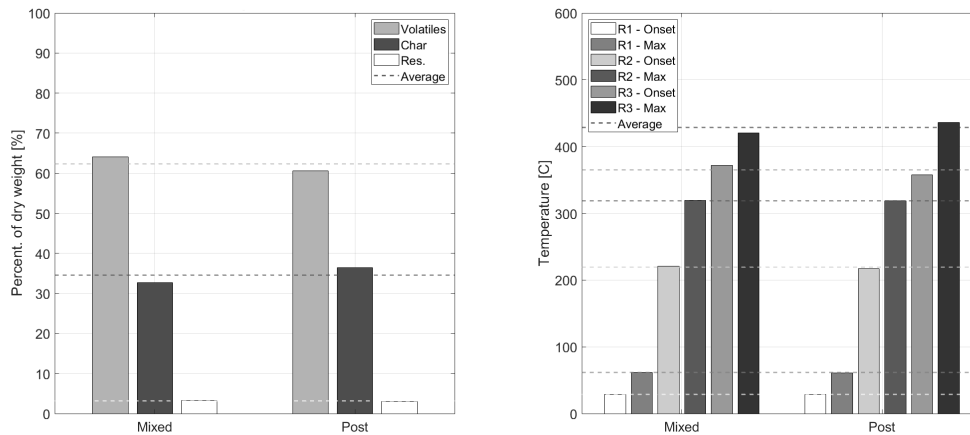 100
90
80
70
60
50
40
30
20
10
0
Percent. of dry weight [%]
Mixed
Post
Volatiles
Char
Res.
Average
600
500
400
300
200
100
0
Temperature [C]
Mixed
Post
R1 - Onset
R1 - Max
R2 - Onset
R2 - Max
R3 - Onset
R3 - Max
Average